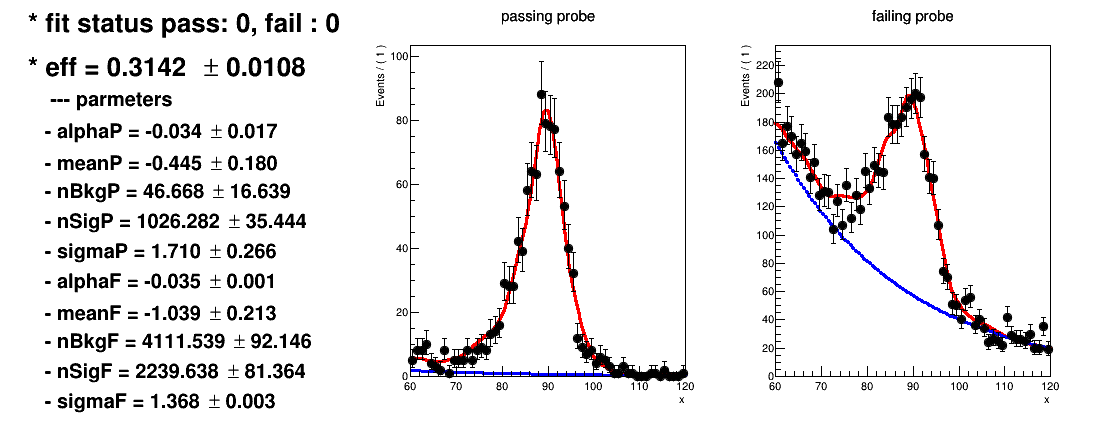 * fit status pass: 0, fail : 0
* eff = 0.3142 ± 0.0108
--- parmeters
- alphaP = -0.034 ± 0.017
- meanP = -0.445 ± 0.180
- nBkgP = 46.668 ± 16.639
- nSigP = 1026.282 ± 35.444
- sigmaP = 1.710 ± 0.266
- alphaF = -0.035 ± 0.001
- meanF = -1.039 ± 0.213
- nBkgF = 4111.539 ± 92.146
- nSigF = 2239.638 ± 81.364
- sigmaF = 1.368 ± 0.003
passing probe
Events / ( 1 )
100
80
60
40
20
0
60 70 80 90 100 110 120
x
failing probe
Events / ( 1 )
220
200
180
160
140
120
100
80
60
40
20
0
60 70 80 90 100 110 120
x